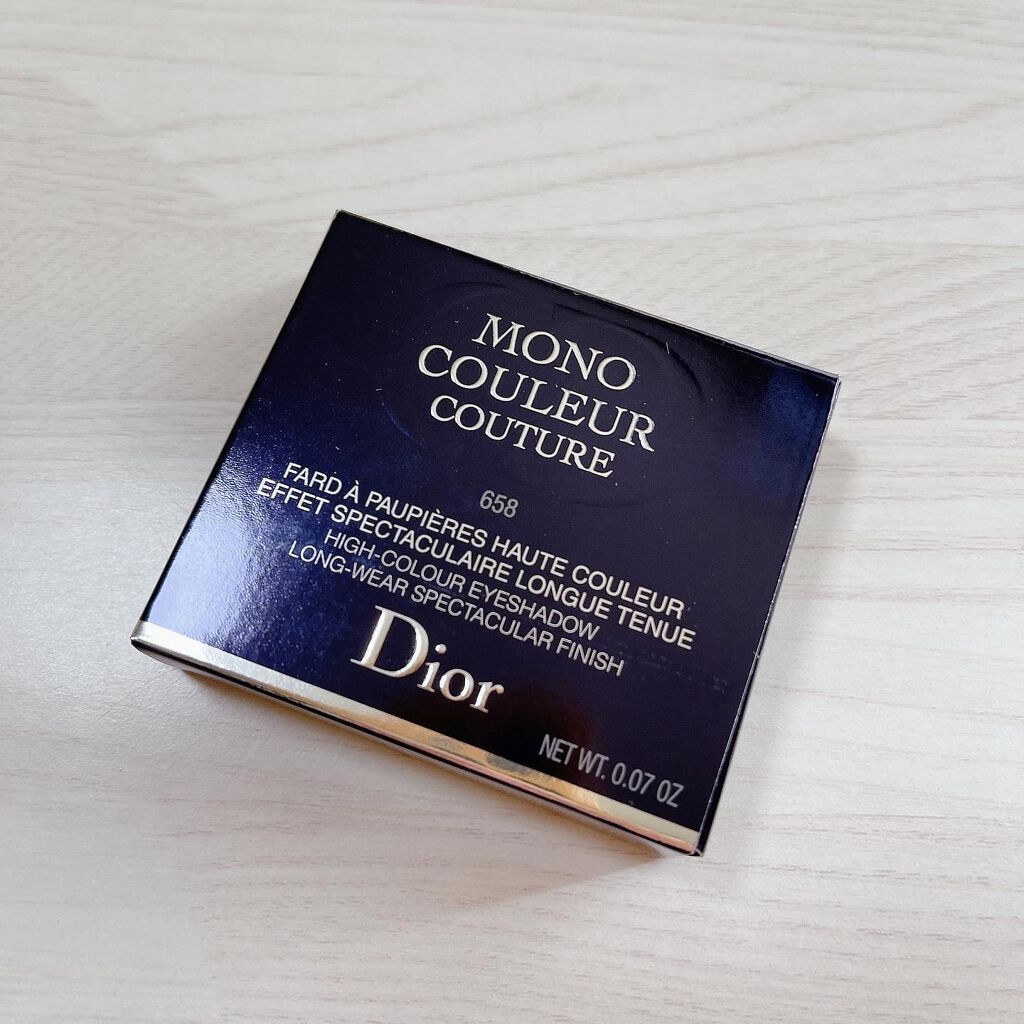 MONO
COULEUR
COUTURE
658
FARD À PAUPIÈRES HAUTE COULEUR
EFFET SPECTACULAIRE LONGUE TENUE
HIGH-COLOUR EYESHADOW
LONG-WEAR SPECTACULAR FINISH
Dior
NET WT. 0.07 OZ